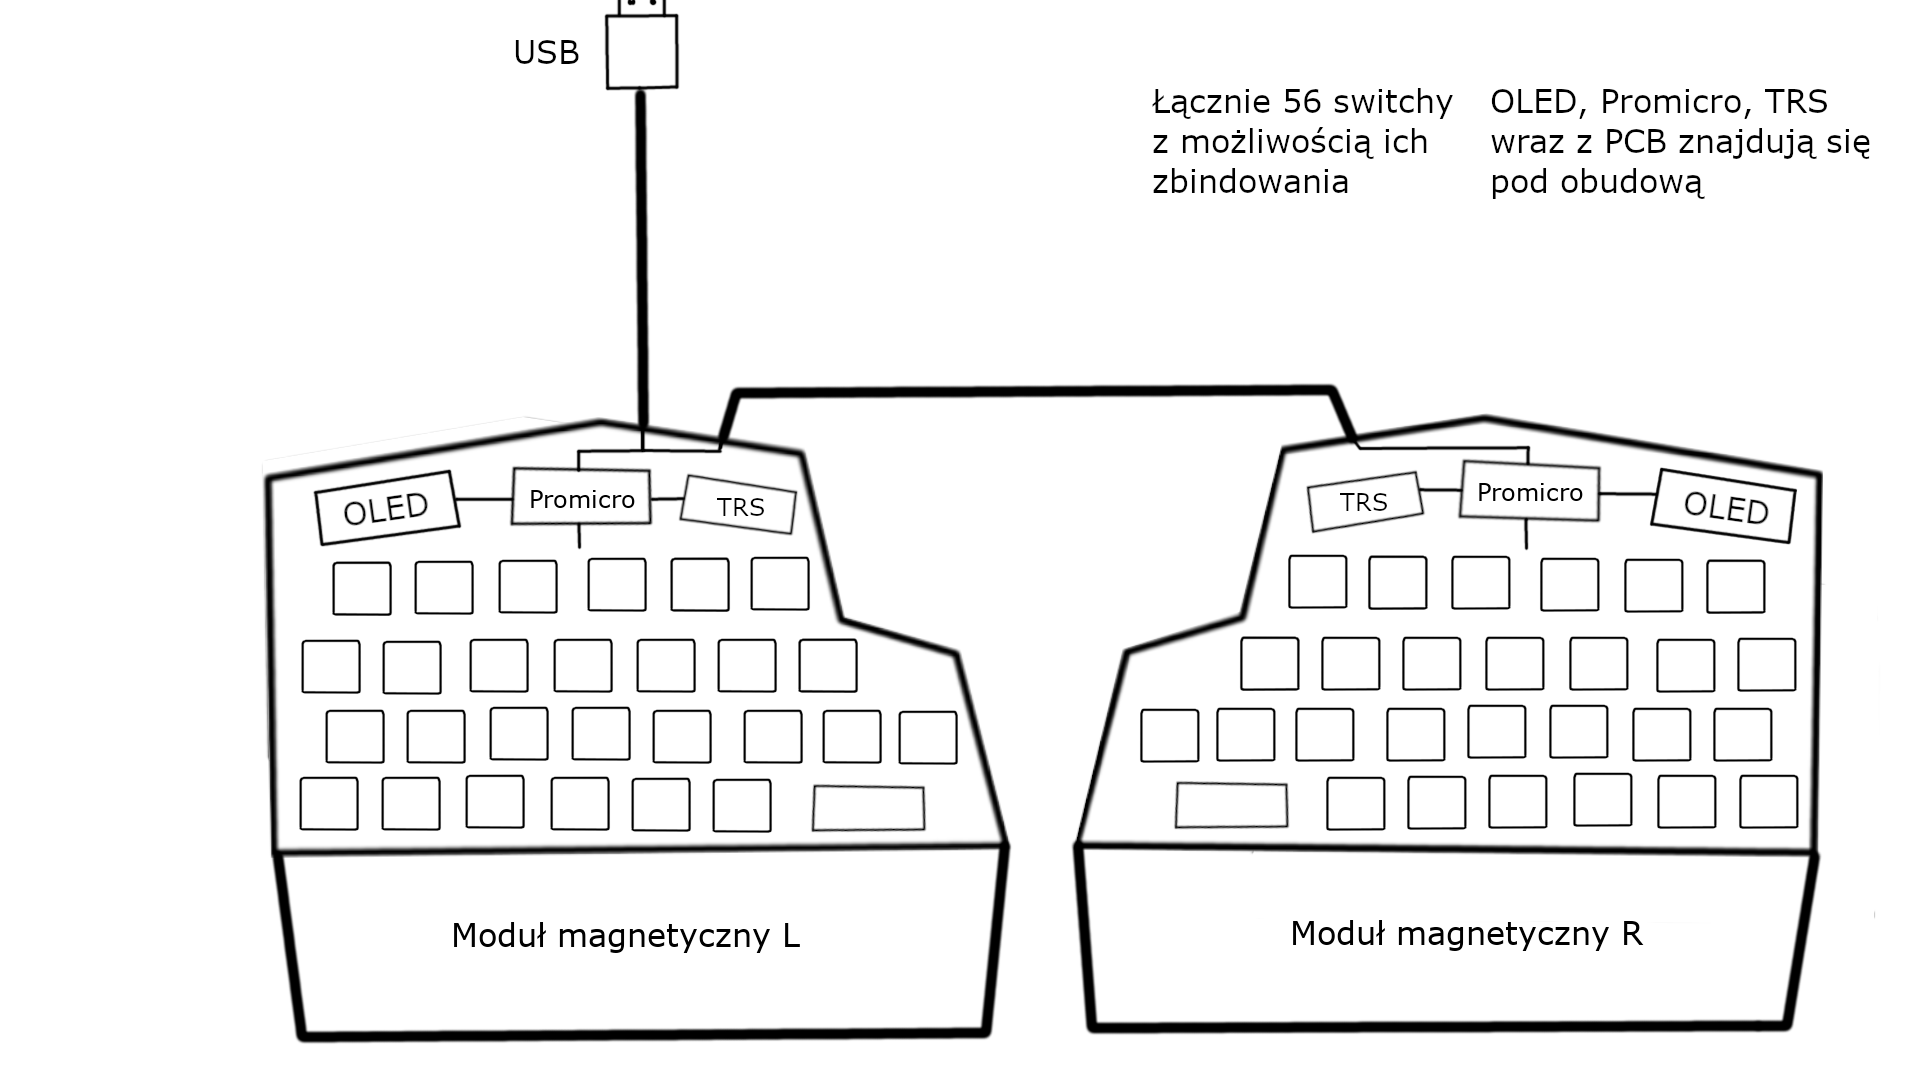 USB
Łącznie 56 switchy
z możliwością ich
zbindowania
OLED, Promicro, TRS
wraz z PCB znajdują się
pod obudową
OLED
Promicro
TRS
TRS
Promicro
OLED
Moduł magnetyczny L
Moduł magnetyczny R